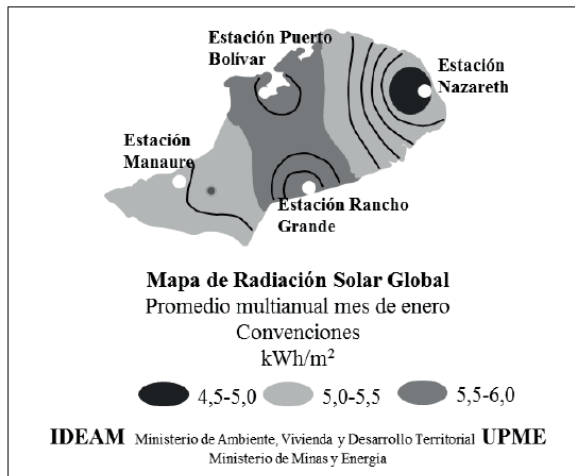 Estación Puerto
Bolívar
Estación
Nazareth
Estación
Manaure
Estación Rancho
Grande
Mapa de Radiación Solar Global
Promedio multianual mes de enero
Convenciones
kWh/m²
4,5-5,0 5,0-5,5 5,5-6,0
IDEAM Ministerio de Ambiente, Vivienda y Desarrollo Territorial UPME
Ministerio de Minas y Energía